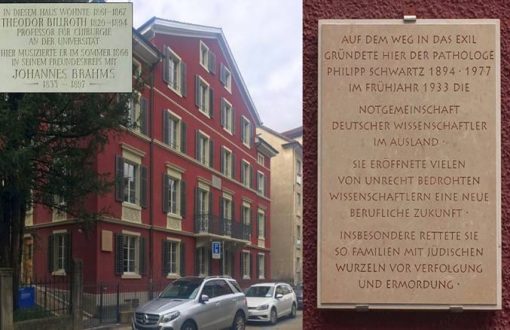 IN DIESEM HAUS WOHNTE 1861-1867
THEODOR BILLROTH 1829-1894
PROFESSOR FÜR CHIRURGIE
AN DER UNIVERSITÄT
HIER MUSIZIERTE ER IM SOMMER 1866
IN SEINEM FREUNDESKREIS MIT
JOHANNES BRAHMS
1833 - 1897
AUF DEM WEG IN DAS EXIL
GRÜNDETE HIER DER PATHOLOGE
PHILIPP SCHWARTZ 1894 · 1977
IM FRÜHJAHR 1933 DIE
NOTGEMEINSCHAFT
DEUTSCHER WISSENSCHAFTLER
IM AUSLAND ·
SIE ERÖFFNETE VIELEN
VON UNRECHT BEDROHTEN
WISSENSCHAFTLERN EINE NEUE
BERUFLICHE ZUKUNFT ·
INSBESONDERE RETTETE SIE
SO FAMILIEN MIT JÜDISCHEN
WURZELN VOR VERFOLGUNG
UND ERMORDUNG ·
P